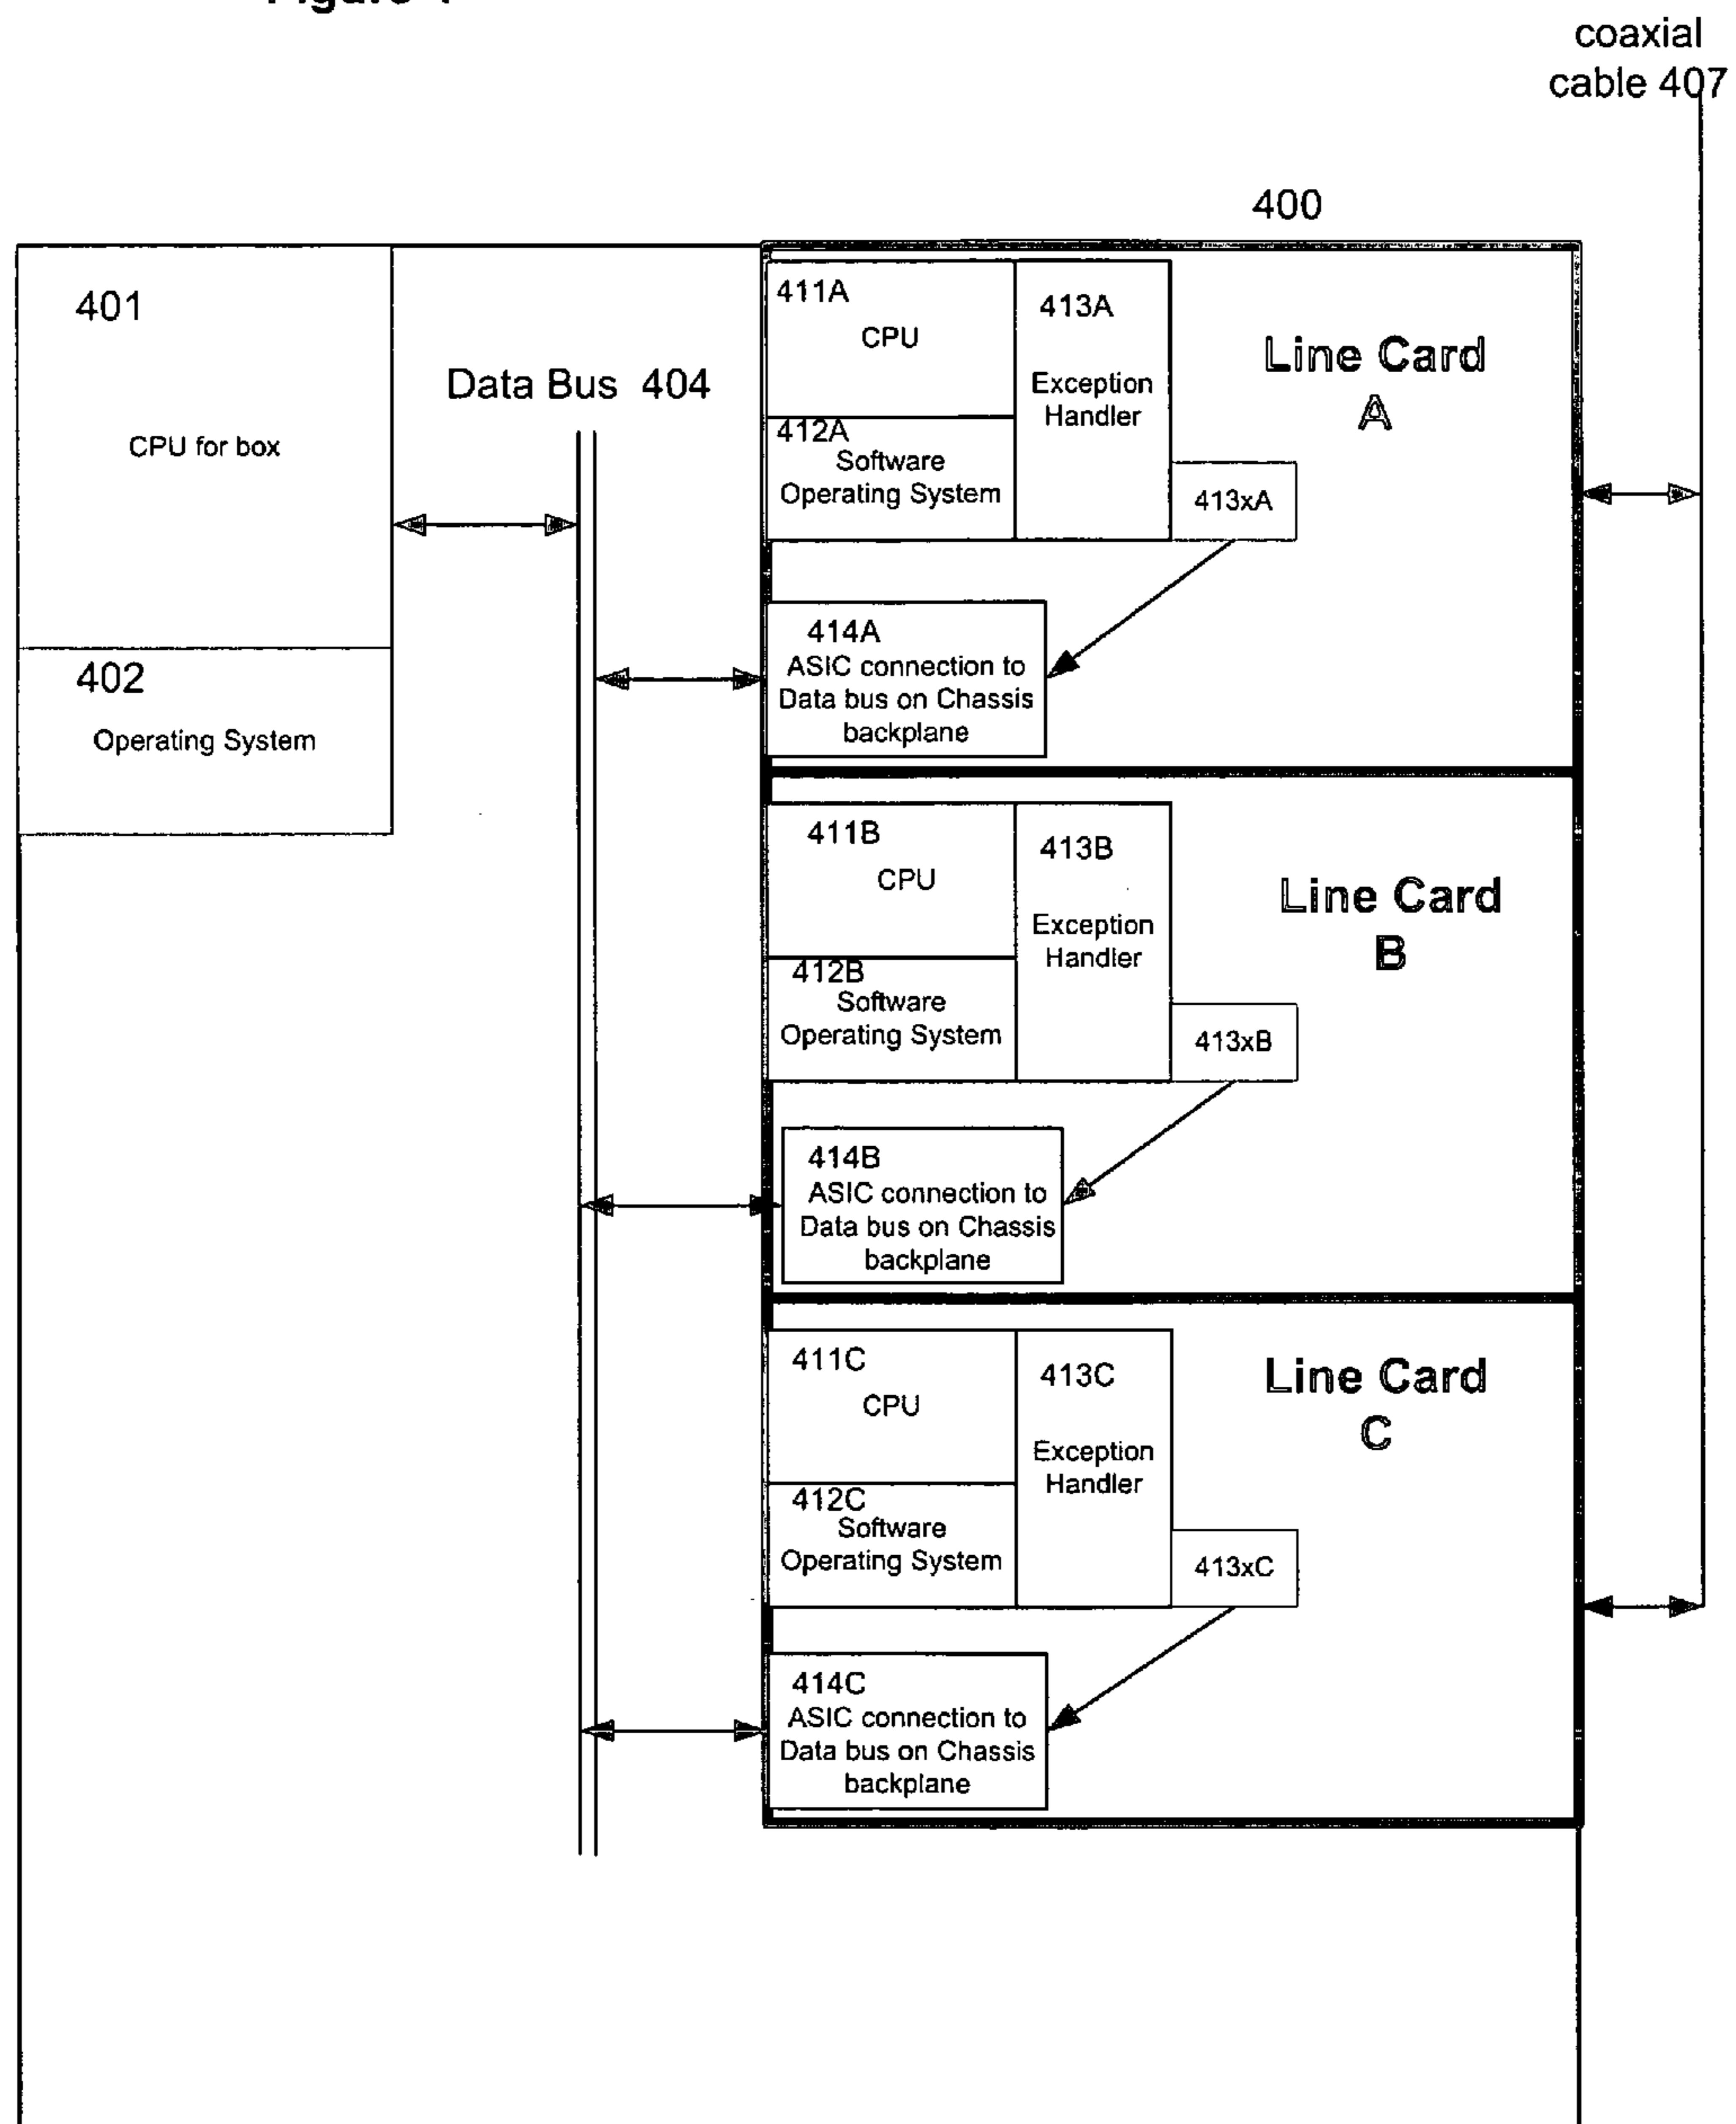 coaxial
cable 407
400
401
CPU for box
402
Operating System
Data Bus 404
411A
CPU
413A
Exception
Handler
Line Card
A
412A
Software
Operating System
413xA
414A
ASIC connection to
Data bus on Chassis
backplane
411B
CPU
413B
Exception
Handler
Line Card
B
412B
Software
Operating System
413xB
414B
ASIC connection to
Data bus on Chassis
backplane
411C
CPU
413C
Exception
Handler
Line Card
C
412C
Software
Operating System
413xC
414C
ASIC connection to
Data bus on Chassis
backplane